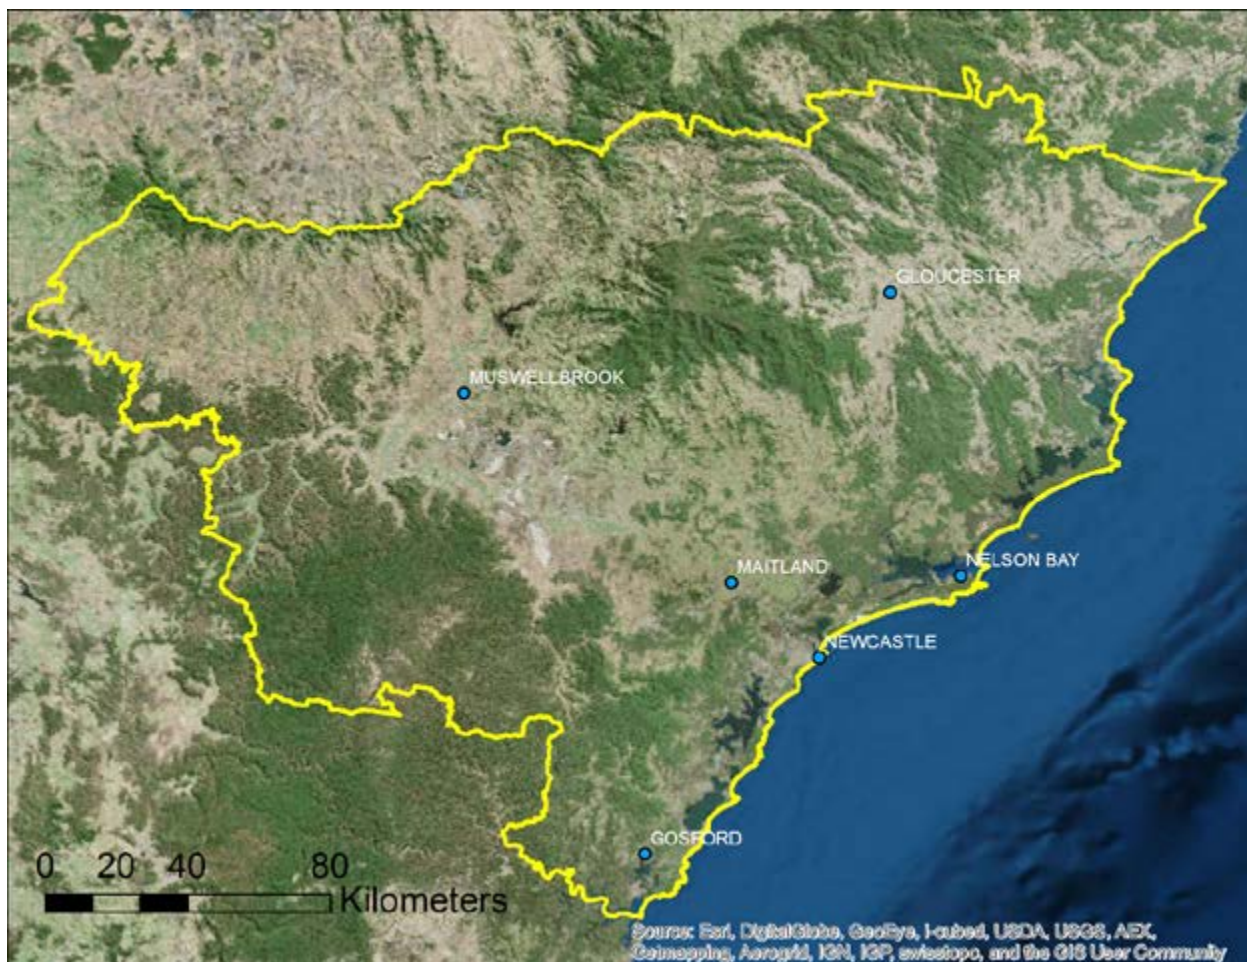 GLOUCESTER
MUSWELLBROOK
MAITLAND
NELSON BAY
NEWCASTLE
GOSFORD
0 20 40 80
Kilometers
Source: Esri, DigitalGlobe, GeoEye, i-cubed, USDA, USGS, AEX,
Getmapping, Aerogrid, IGN, IGP, swisstopo, and the GIS User Community